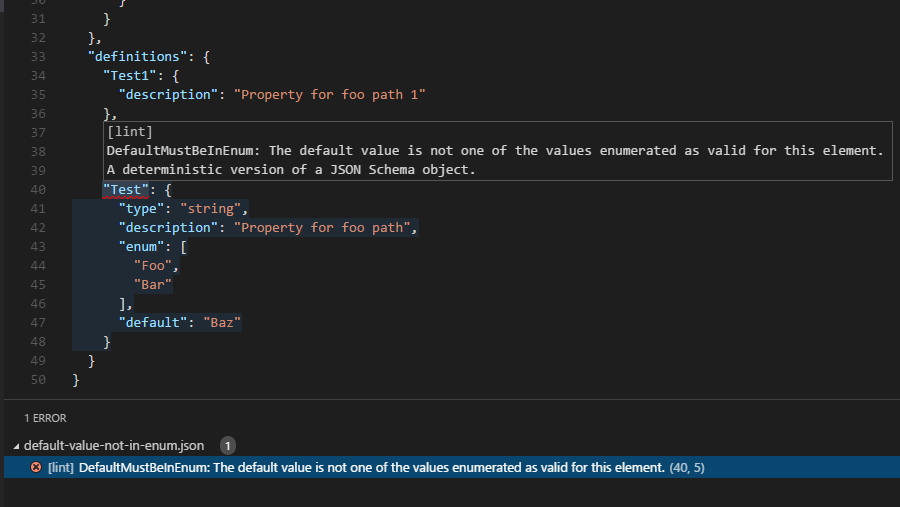 30 }
31 }
32 },
33 "definitions": {
34 "Test1": {
35 "description": "Property for foo path 1"
36 },
37 [lint]
38 DefaultMustBeInEnum: The default value is not one of the values enumerated as valid for this element.
39 A deterministic version of a JSON Schema object.
40 "Test": {
41 "type": "string",
42 "description": "Property for foo path",
43 "enum": [
44 "Foo",
45 "Bar"
46 ],
47 "default": "Baz"
48 }
49 }
50 }
1 ERROR
default-value-not-in-enum.json 1
[lint] DefaultMustBeInEnum: The default value is not one of the values enumerated as valid for this element. (40, 5)